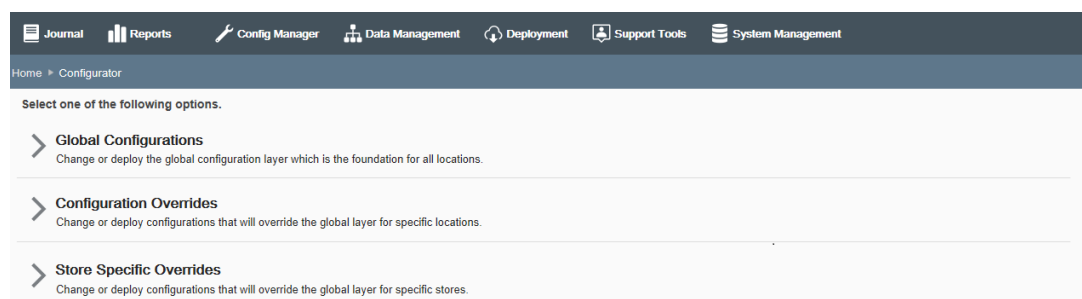 Journal Reports Config Manager Data Management Deployment Support Tools System Management
Home Configurator
Select one of the following options.
Global Configurations
Change or deploy the global configuration layer which is the foundation for all locations.
Configuration Overrides
Change or deploy configurations that will override the global layer for specific locations.
Store Specific Overrides
Change or deploy configurations that will override the global layer for specific stores.